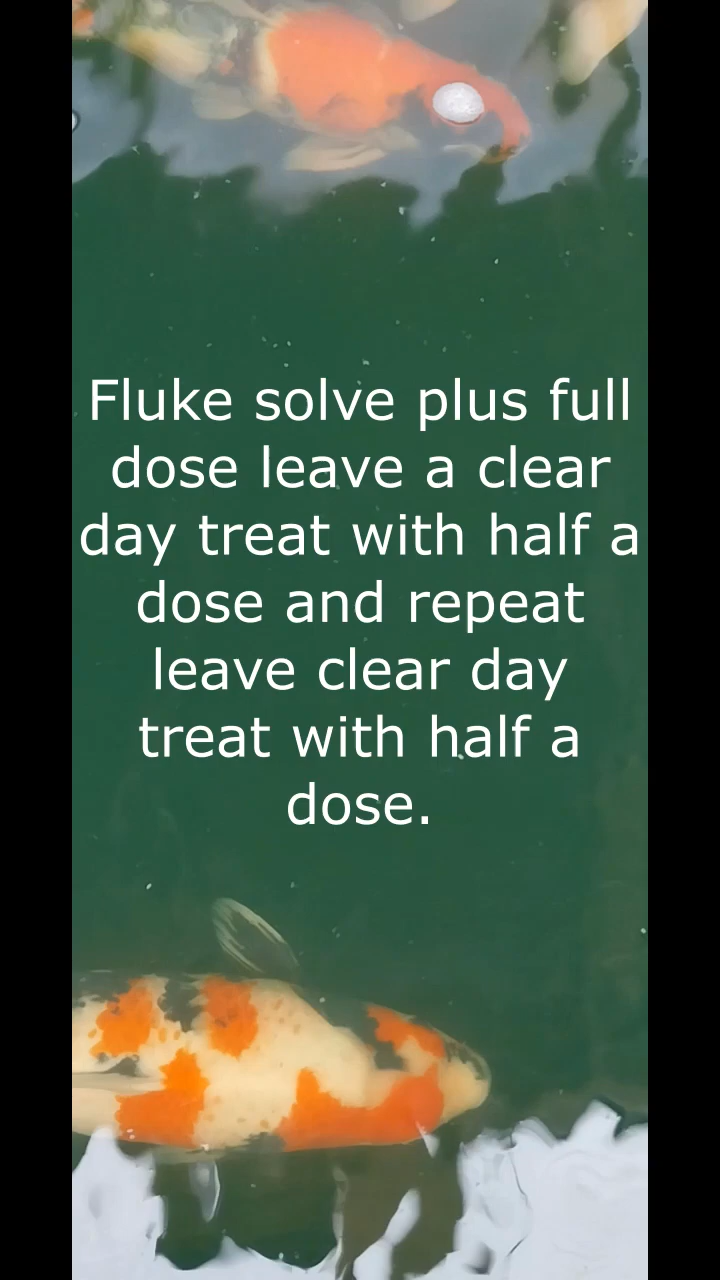 Fluke solve plus full
dose leave a clear
day treat with half a
dose and repeat
leave clear day
treat with half a
dose.